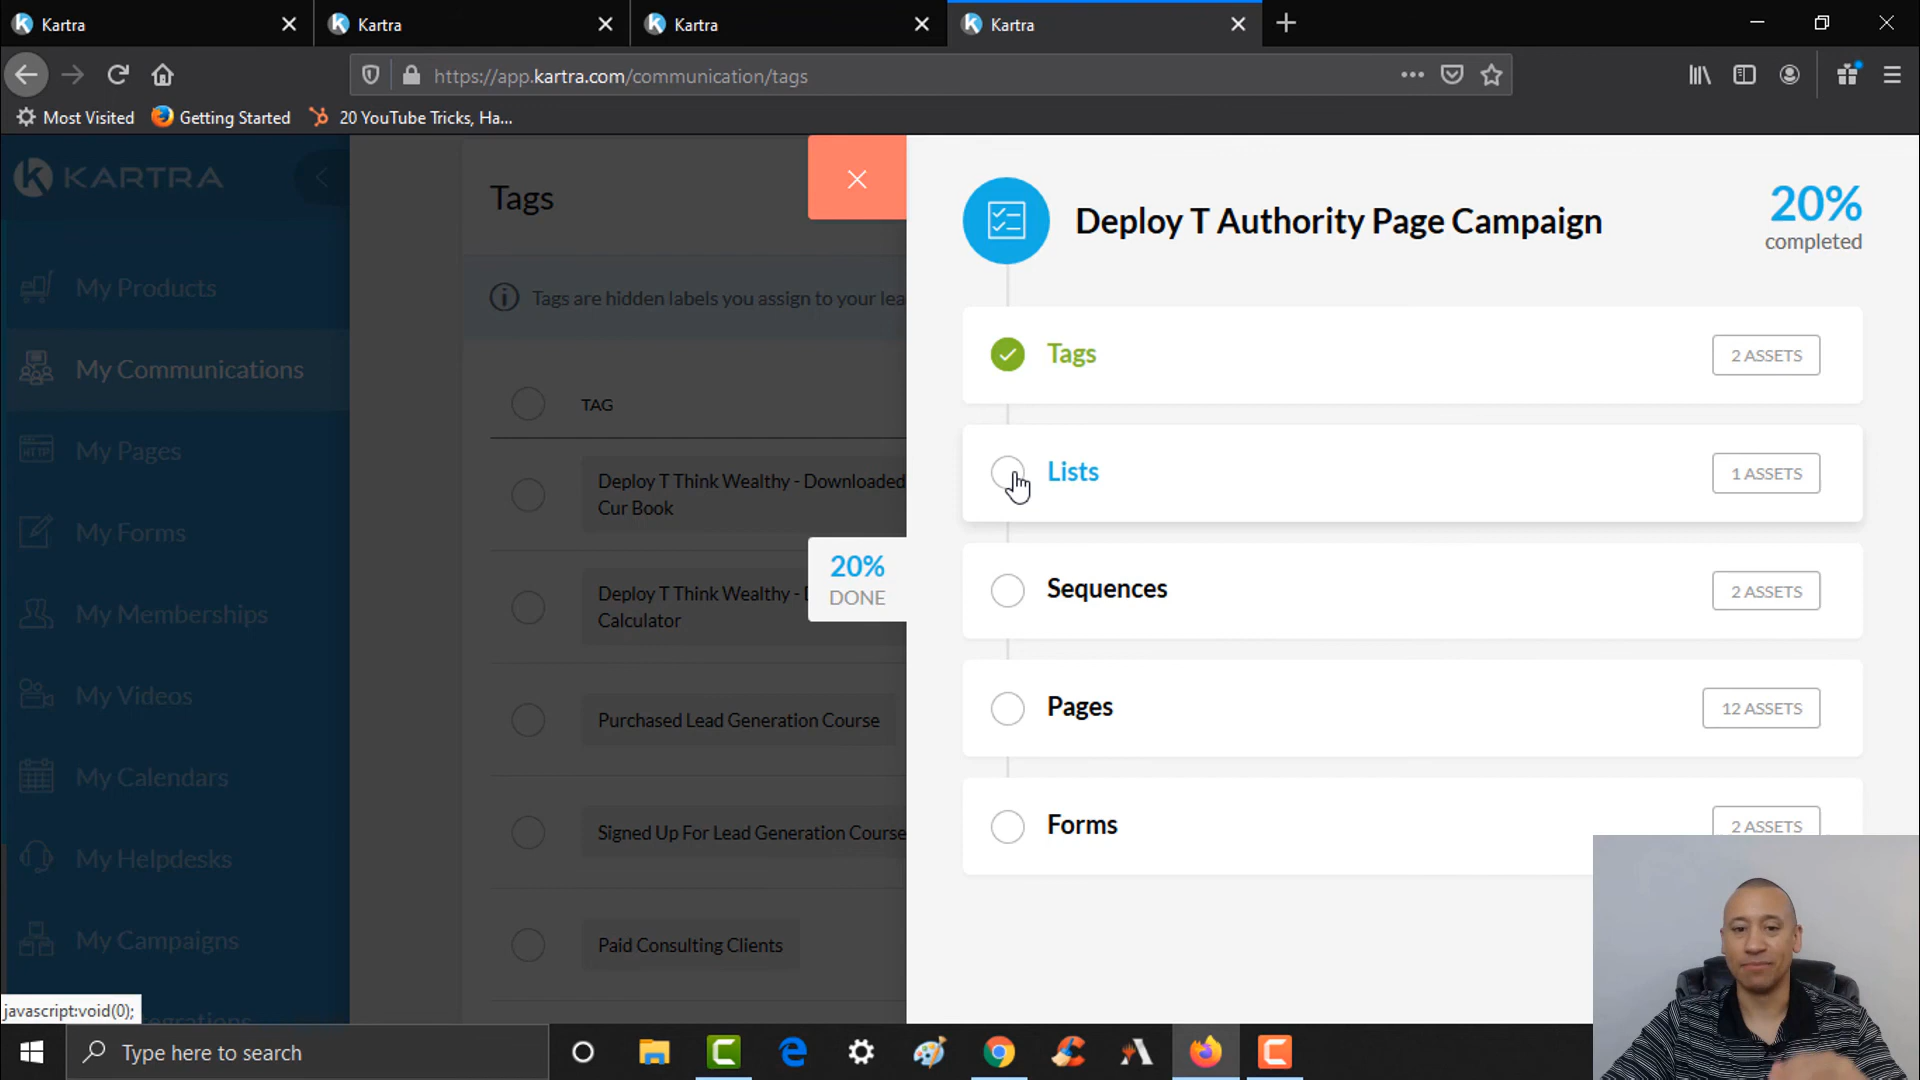 Kartra
Kartra
Kartra
Kartra
https://app.kartra.com/communication/tags
Most Visited
Getting Started
20 YouTube Tricks, Ha...
KARTRA
My Products
My Communications
My Pages
My Forms
My Memberships
My Videos
My Calendars
My Helpdesks
My Campaigns
javascript:void(0);
Tags
Tags are hidden labels you assign to your lea
TAG
Deploy T Think Wealthy - Downloaded
Cur Book
Deploy T Think Wealthy -
Calculator
Purchased Lead Generation Course
Signed Up For Lead Generation Course
Paid Consulting Clients
20%
DONE
Deploy T Authority Page Campaign
20%
completed
Tags
2 ASSETS
Lists
1 ASSETS
Sequences
2 ASSETS
Pages
12 ASSETS
Forms
2 ASSETS
Type here to search